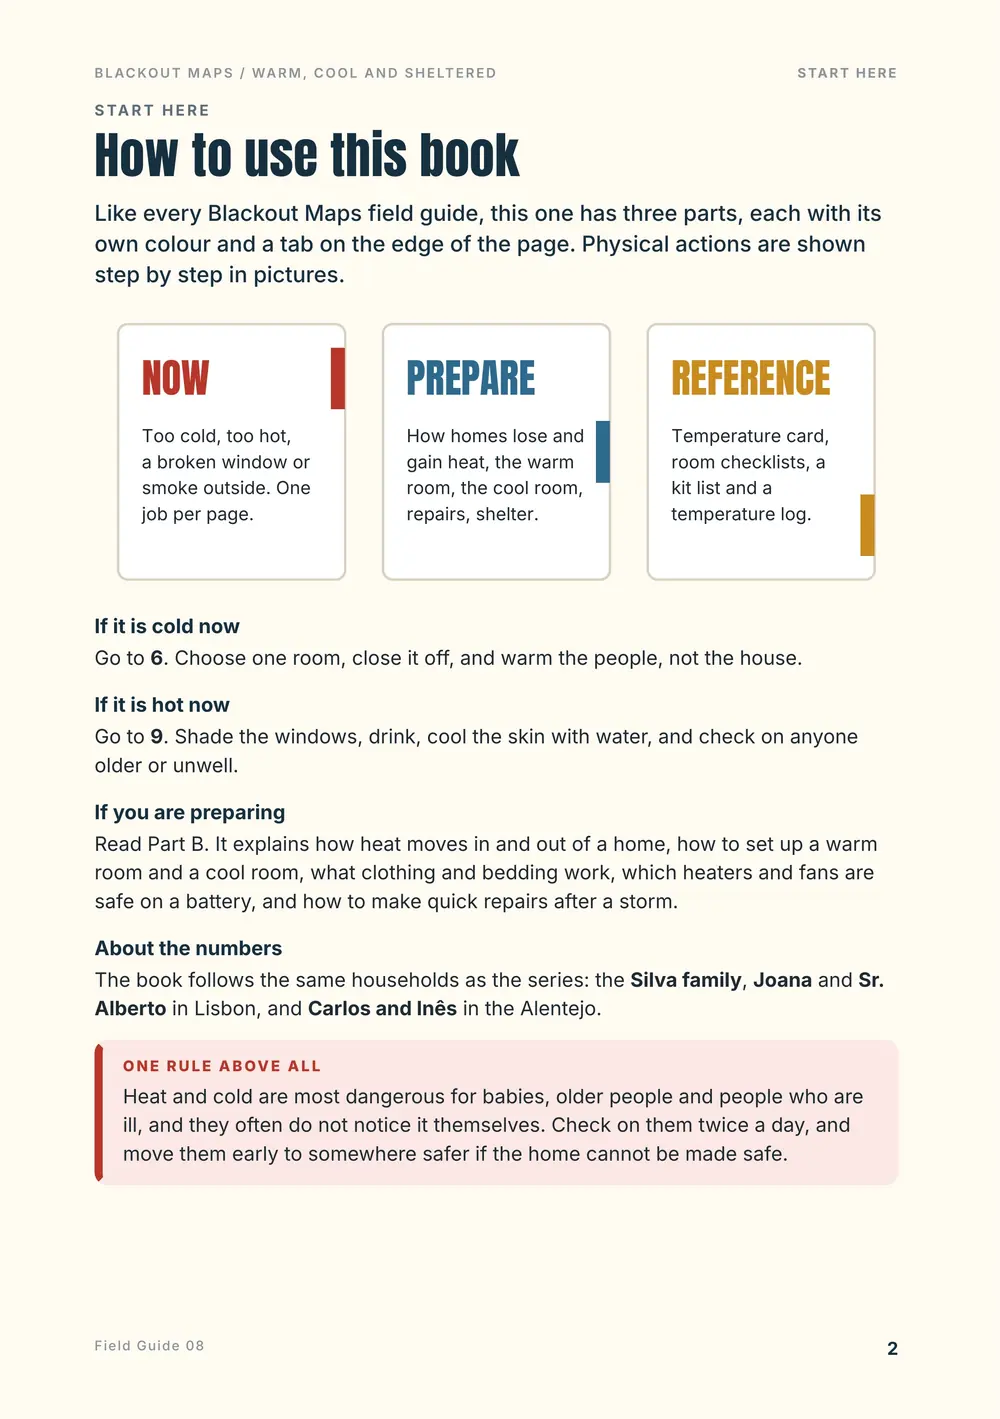 BLACKOUT MAPS / WARM, COOL AND SHELTERED
START HERE
START HERE
How to use this book
Like every Blackout Maps field guide, this one has three parts, each with its
own colour and a tab on the edge of the page. Physical actions are shown
step by step in pictures.
NOW
Too cold, too hot,
a broken window or
smoke outside. One
job per page.
PREPARE
How homes lose and
gain heat, the warm
room, the cool room,
repairs, shelter.
REFERENCE
Temperature card,
room checklists, a
kit list and a
temperature log.
If it is cold now
Go to 6. Choose one room, close it off, and warm the people, not the house.
If it is hot now
Go to 9. Shade the windows, drink, cool the skin with water, and check on anyone
older or unwell.
If you are preparing
Read Part B. It explains how heat moves in and out of a home, how to set up a warm
room and a cool room, what clothing and bedding work, which heaters and fans are
safe on a battery, and how to make quick repairs after a storm.
About the numbers
The book follows the same households as the series: the Silva family, Joana and Sr.
Alberto in Lisbon, and Carlos and Inês in the Alentejo.
ONE RULE ABOVE ALL
Heat and cold are most dangerous for babies, older people and people who are
ill, and they often do not notice it themselves. Check on them twice a day, and
move them early to somewhere safer if the home cannot be made safe.
Field Guide 08
2